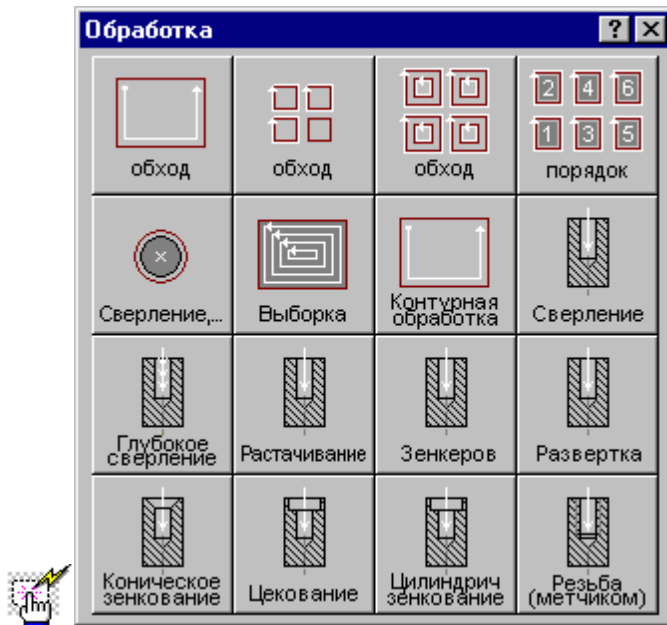 Обработка
обход
обход
обход
2 4 6
1 3 5
порядок
Сверление,...
Выборка
Контурная
обработка
Сверление
Глубокое
сверление
Растачивание
Зенкеров
Развертка
Коническое
зенкование
Цекование
Цилиндрич
зенкование
Резьба
(метчиком)